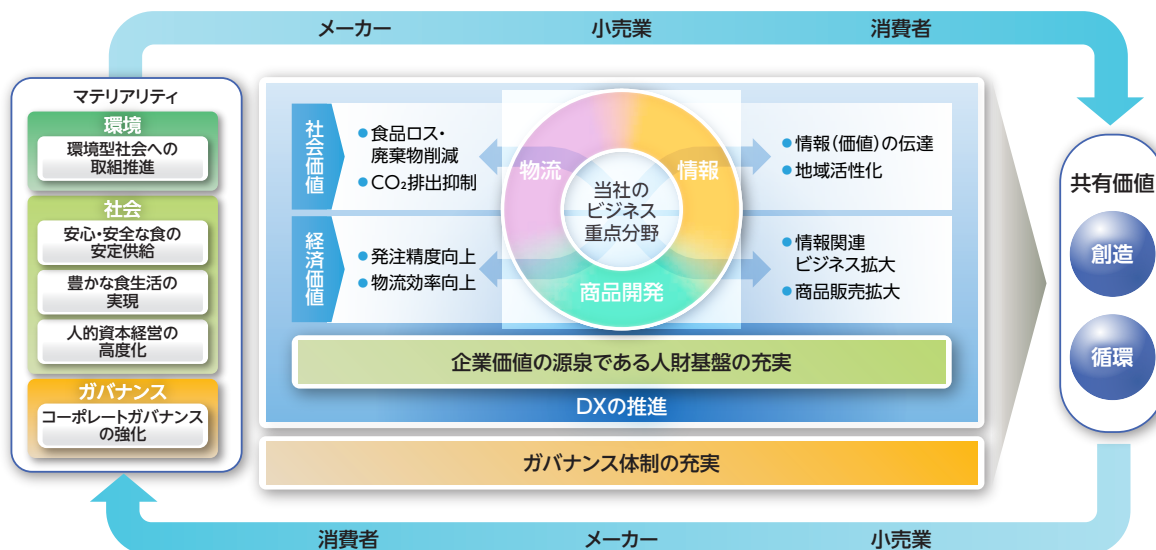 メーカー
小売業
消費者
マテリアリティ
環境
環境型社会への
取組推進
社会
安心・安全な食の
安定供給
豊かな食生活の
実現
人的資本経営の
高度化
ガバナンス
コーポレートガバナンス
の強化
社会価値
●食品ロス・
廃棄物削減
●CO₂排出抑制
物流
情報
当社の
ビジネス
重点分野
商品開発
●情報(価値)の伝達
●地域活性化
経済価値
●発注精度向上
●物流効率向上
●情報関連
ビジネス拡大
●商品販売拡大
企業価値の源泉である人財基盤の充実
DXの推進
ガバナンス体制の充実
共有価値
創造
循環
消費者
メーカー
小売業